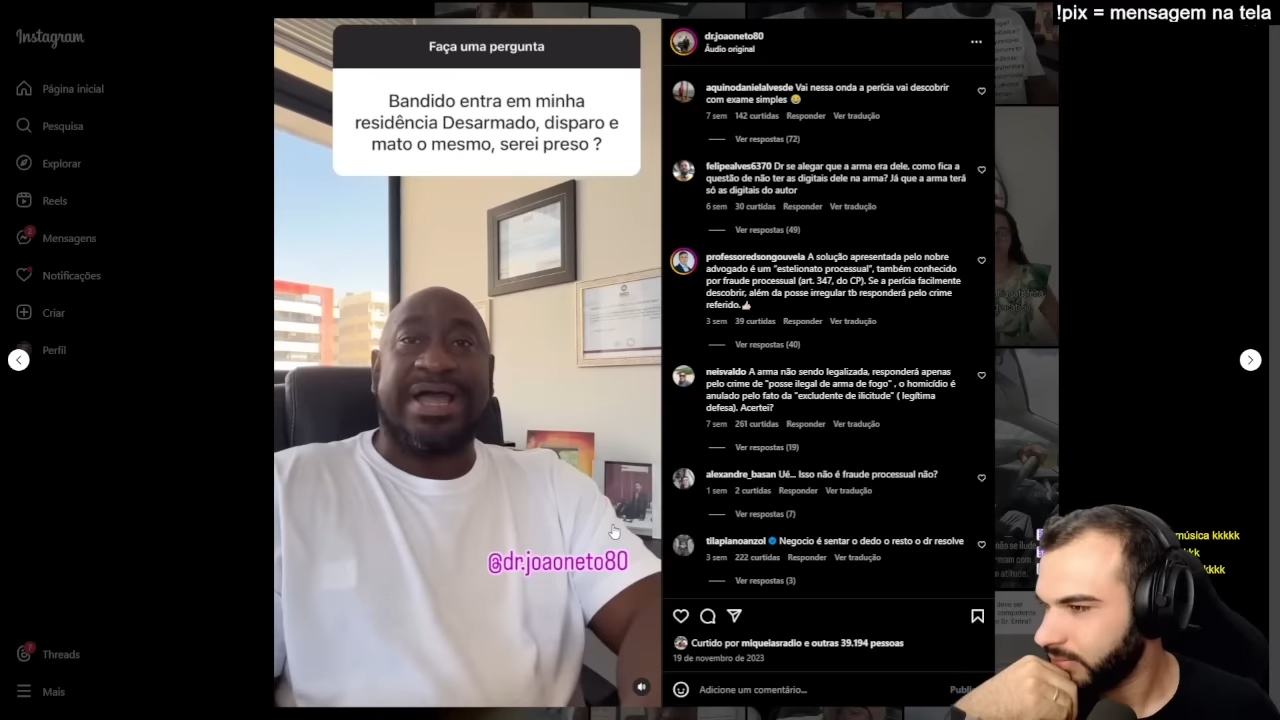 !pix = mensagem na tela
Instagram
Página inicial
Pesquisa
Explorar
Reels
2
Mensagens
Notificações
Criar
Perfil
Threads
Mais
Faça uma pergunta
Bandido entra em minha
residência Desarmado, disparo e
mato o mesmo, serei preso ?
@dr.joaoneto80
dr.joaoneto80
Áudio original
aquinodanielalvesde Vai nessa onda a perícia vai descobrir
com exame simples 😂
7 sem 142 curtidas Responder Ver tradução
Ver respostas (72)
felipealves6370 Dr se alegar que a arma era dele, como fica a
questão de não ter as digitais dele na arma? Já que a arma terá
só as digitais do autor
6 sem 30 curtidas Responder Ver tradução
Ver respostas (49)
professoredsongouveia A solução apresentada pelo nobre
advogado é um "estelionato processual", também conhecido
por fraude processual (art. 347, do CP). Se a perícia facilmente
descobrir, além da posse irregular tb responderá pelo crime
referido.👍🏻
3 sem 39 curtidas Responder Ver tradução
Ver respostas (40)
neisvaldo A arma não sendo legalizada, responderá apenas
pelo crime de "posse ilegal de arma de fogo" , o homicídio é
anulado pelo fato da "excludente de ilicitude" ( legítima
defesa). Acertei?
7 sem 261 curtidas Responder Ver tradução
Ver respostas (19)
alexandre_basan Ué... Isso não é fraude processual não?
1 sem 2 curtidas Responder Ver tradução
Ver respostas (7)
tilapianoanzol Negocio é sentar o dedo o resto o dr resolve
3 sem 222 curtidas Responder Ver tradução
Ver respostas (3)
Curtido por miquelasradio e outras 39.194 pessoas
19 de novembro de 2023
Adicione um comentário...
Public
música kkkkk
kkk
kkkk